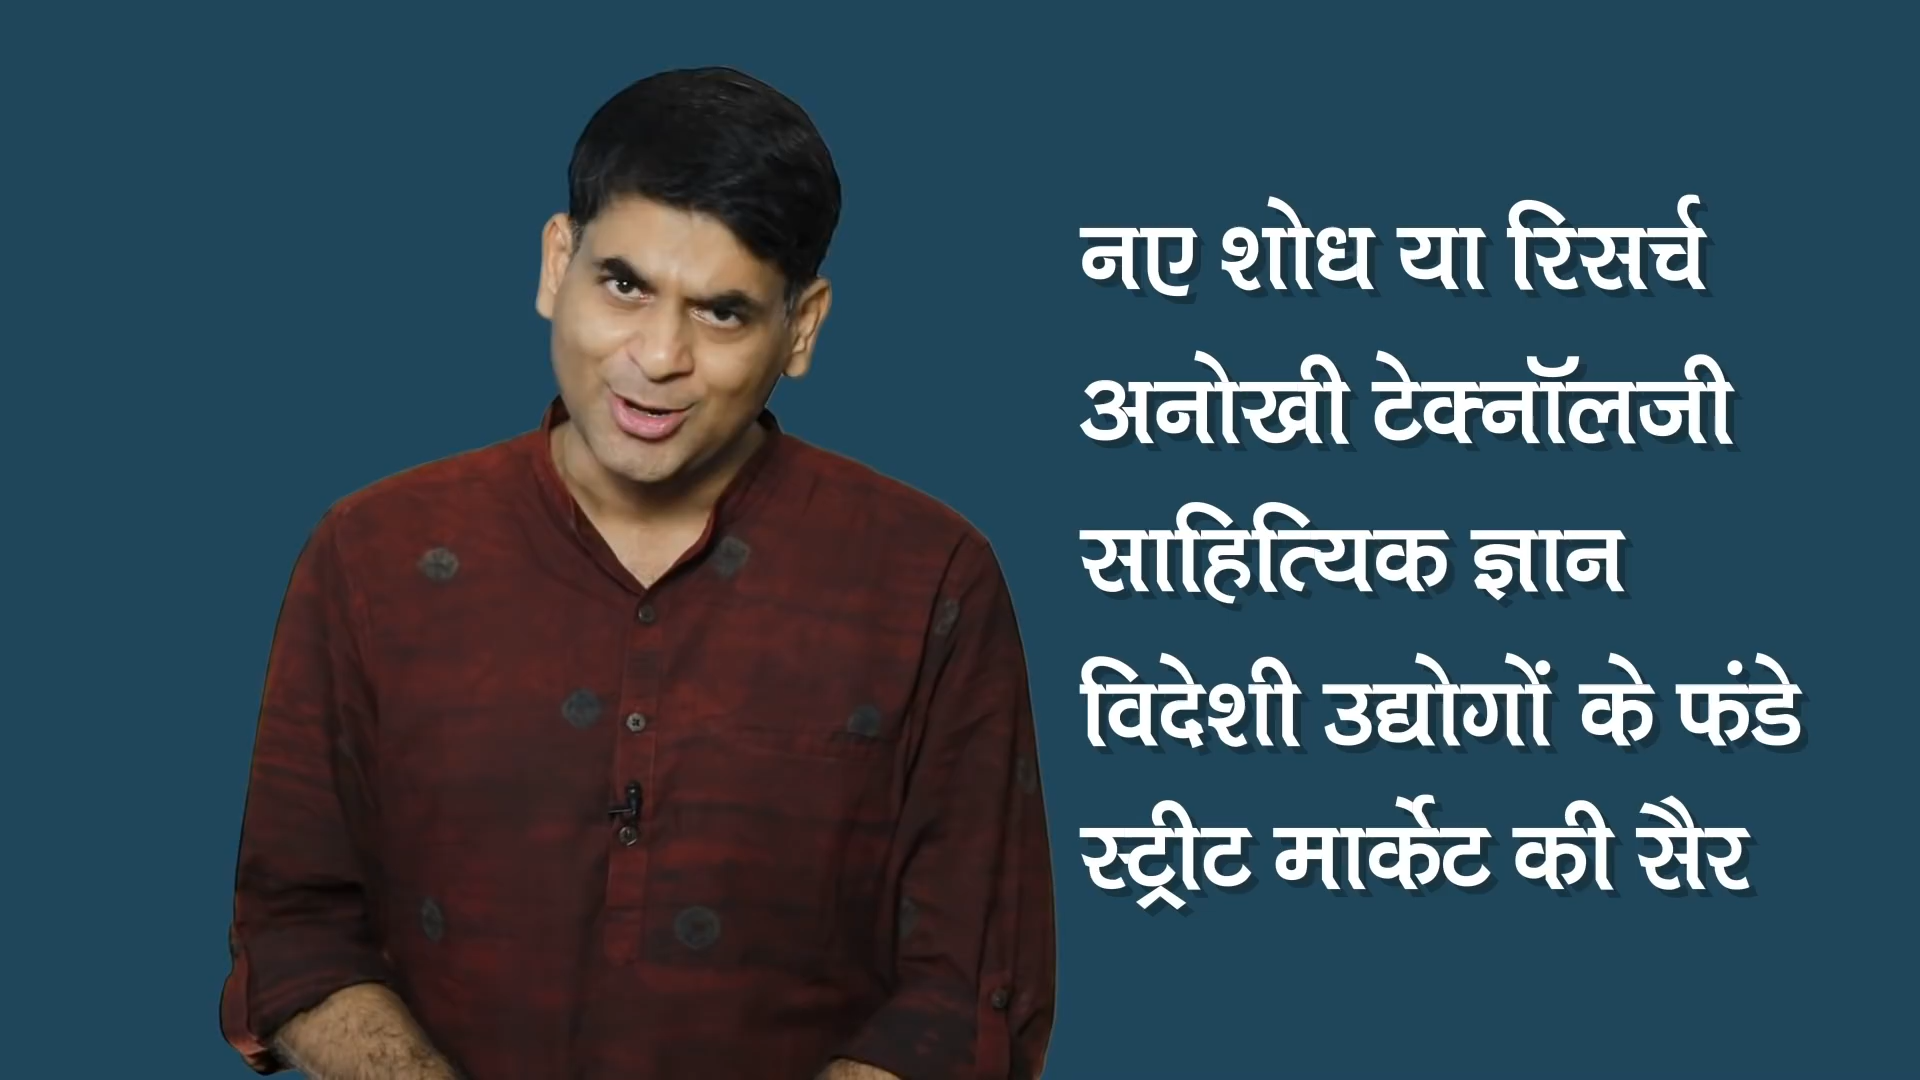 नए शोध या रिसर्च
अनोखी टेक्नॉलजी
साहित्यिक ज्ञान
विदेशी उद्योगों के फंडे
स्ट्रीट मार्केट की सैर